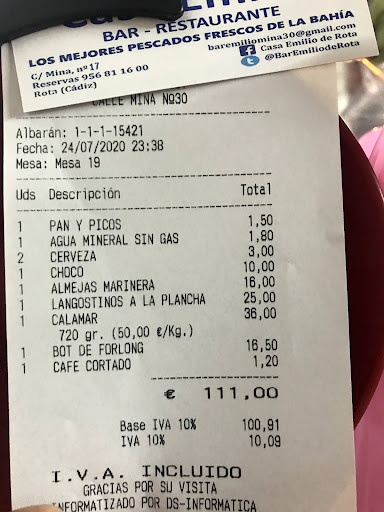 BAR - RESTAURANTE
LOS MEJORES PESCADOS FRESCOS DE LA BAHÍA
C/ Mina, nº 17
Reservas 956 81 16 00
Rota (Cádiz)
baremiliomina30@gmail.com
Casa Emilio de Rota
@BarEmiliodeRota
CALLE MINA Nº30
Albarán: 1-1-1-15421
Fecha: 24/07/2020 23:38
Mesa: Mesa 19
Uds Descripción Total
1 PAN Y PICOS 1,50
1 AGUA MINERAL SIN GAS 1,80
2 CERVEZA 3,00
1 CHOCO 10,00
1 ALMEJAS MARINERA 16,00
1 LANGOSTINOS A LA PLANCHA 25,00
1 CALAMAR 36,00
720 gr. (50,00 €/Kg.)
1 BOT DE FORLONG 16,50
1 CAFE CORTADO 1,20
€ 111,00
Base IVA 10% 100,91
IVA 10% 10,09
I.V.A. INCLUIDO
GRACIAS POR SU VISITA
INFORMATIZADO POR DS-INFORMATICA